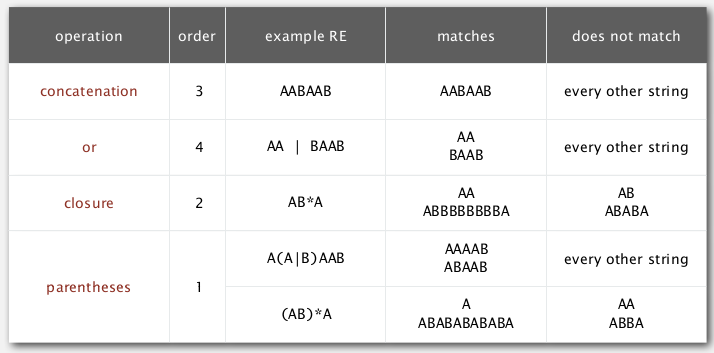 operation order example RE matches does not match
concatenation 3 AABAAB AABAAB every other string
or 4 AA | BAAB AA
BAAB every other string
closure 2 AB*A AA
ABBBBBBBBA AB
ABABA
parentheses 1 A(A|B)AAB AAAAB
ABAAB every other string
(AB)*A A
ABABABABABA AA
ABBA